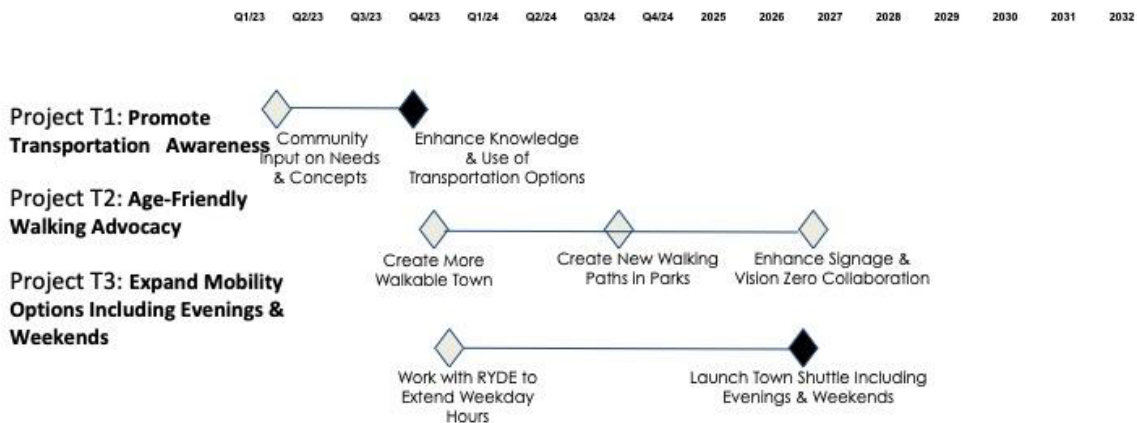 Q1/23 Q2/23 Q3/23 Q4/23 Q1/24 Q2/24 Q3/24 Q4/24 2025 2026 2027 2028 2029 2030 2031 2032
Project T1: Promote
Transportation Awareness
Community
Input on Needs
& Concepts
Enhance Knowledge
& Use of
Transportation Options
Project T2: Age-Friendly
Walking Advocacy
Create More
Walkable Town
Create New Walking
Paths in Parks
Enhance Signage &
Vision Zero Collaboration
Project T3: Expand Mobility
Options Including Evenings &
Weekends
Work with RYDE to
Extend Weekday
Hours
Launch Town Shuttle Including
Evenings & Weekends